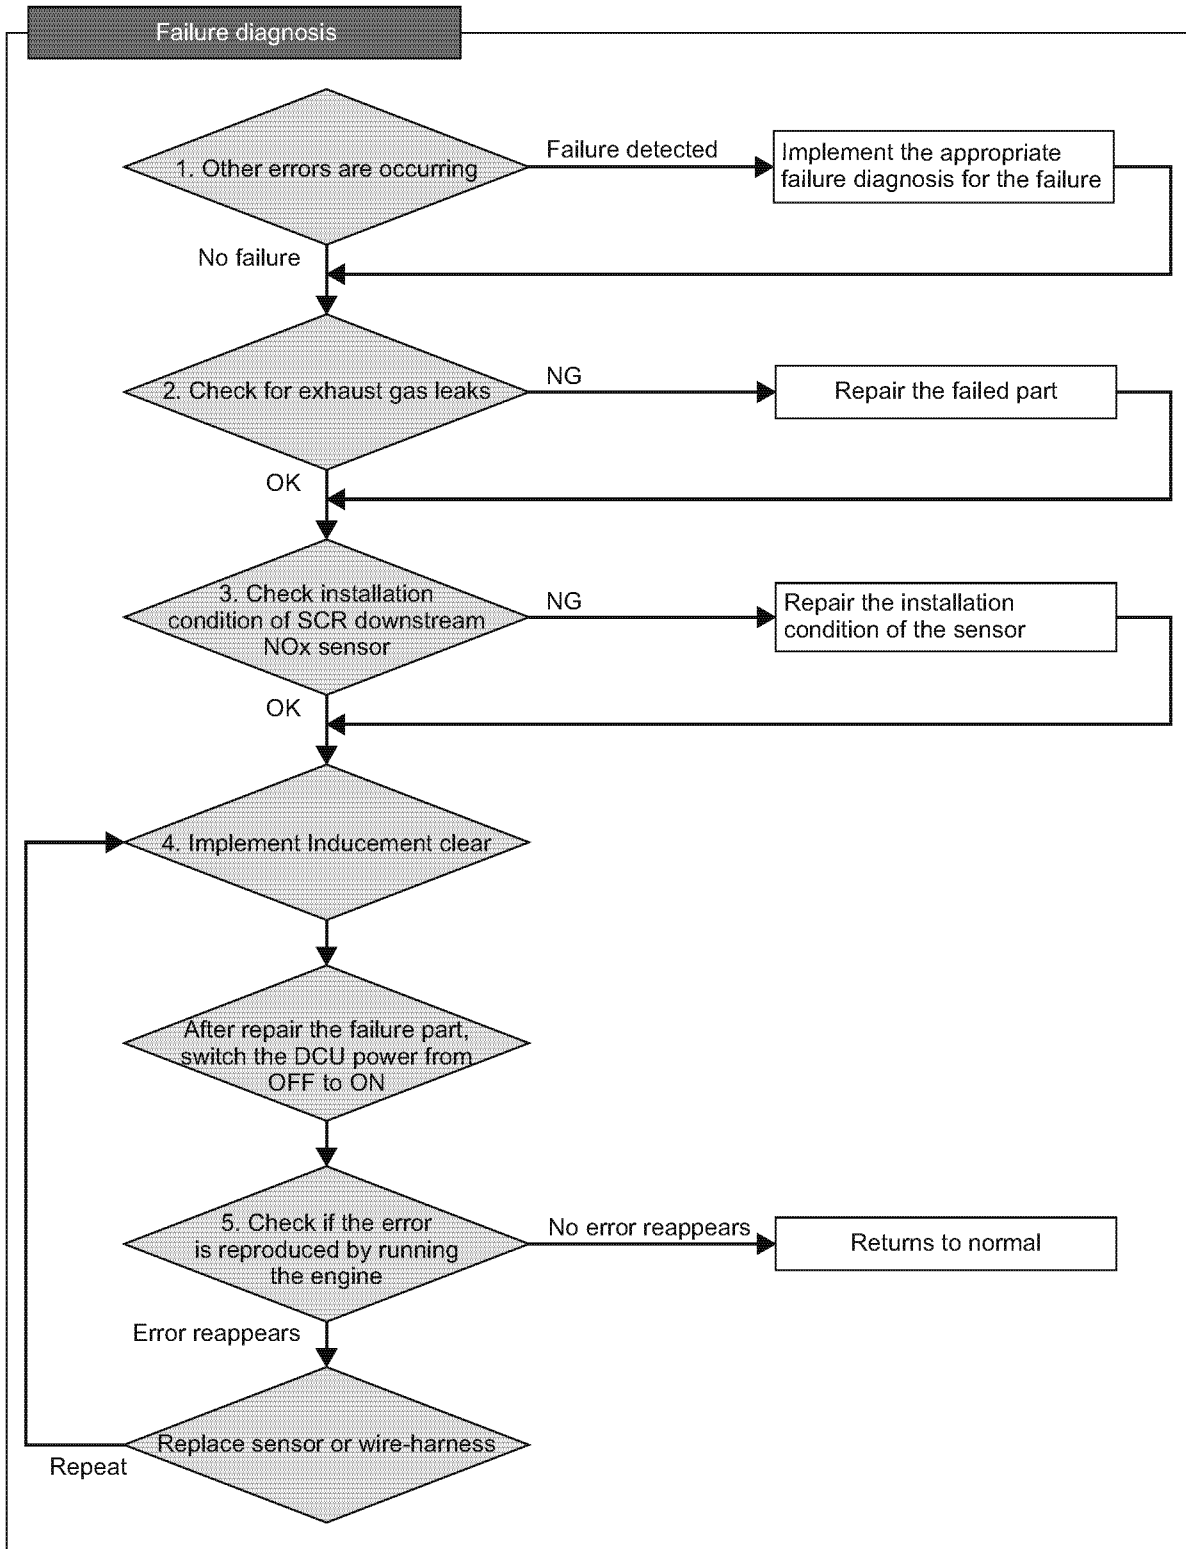 Failure diagnosis
1. Other errors are occurring
Failure detected
Implement the appropriate
failure diagnosis for the failure
No failure
2. Check for exhaust gas leaks
NG
Repair the failed part
OK
3. Check installation
condition of SCR downstream
NOx sensor
NG
Repair the installation
condition of the sensor
OK
4. Implement Inducement clear
After repair the failure part,
switch the DCU power from
OFF to ON
5. Check if the error
is reproduced by running
the engine
No error reappears
Returns to normal
Error reappears
Replace sensor or wire-harness
Repeat